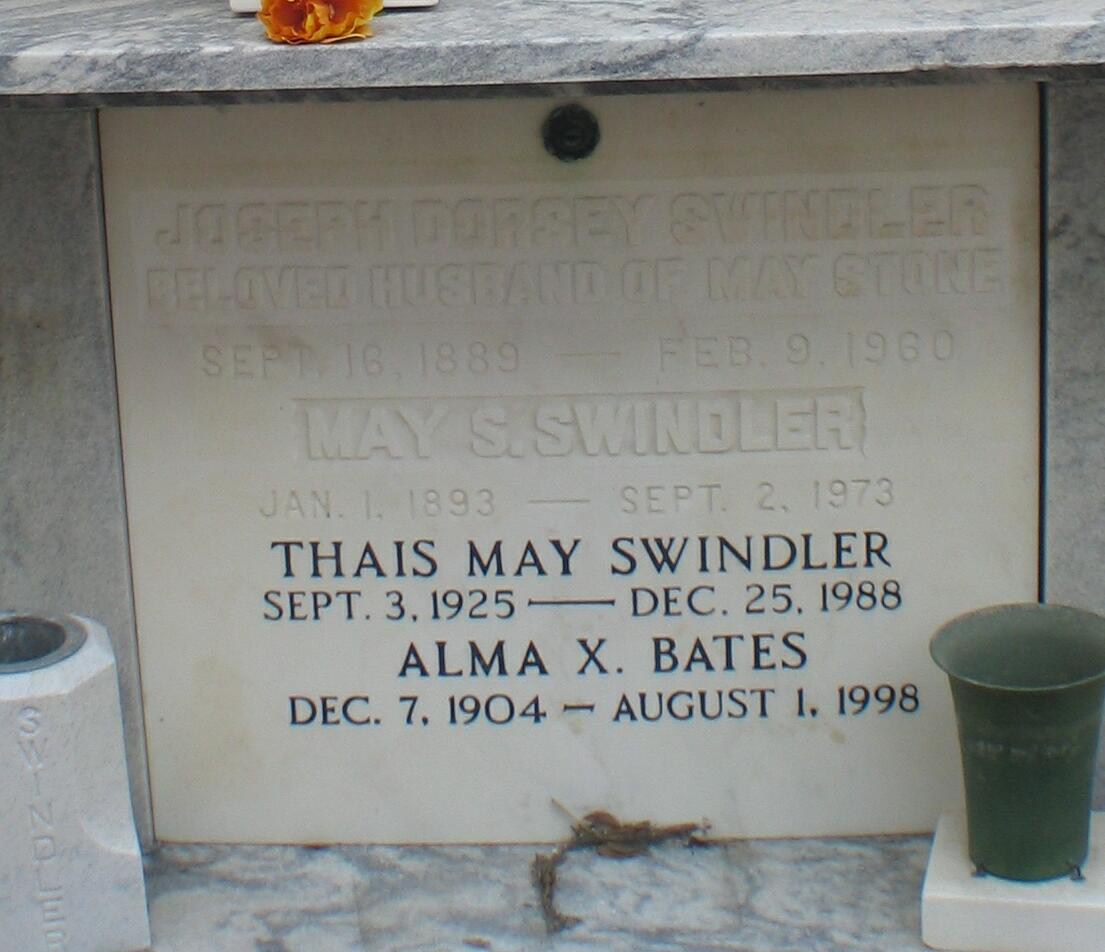 JOSEPH DORSEY SWINDLER
BELOVED HUSBAND OF MAY STONE
SEPT. 16, 1889 — FEB. 9, 1960
MAY S. SWINDLER
JAN. 1, 1893 — SEPT. 2, 1973
THAIS MAY SWINDLER
SEPT. 3, 1925 — DEC. 25, 1988
ALMA X. BATES
DEC. 7, 1904 – AUGUST 1, 1998
SWINDLER